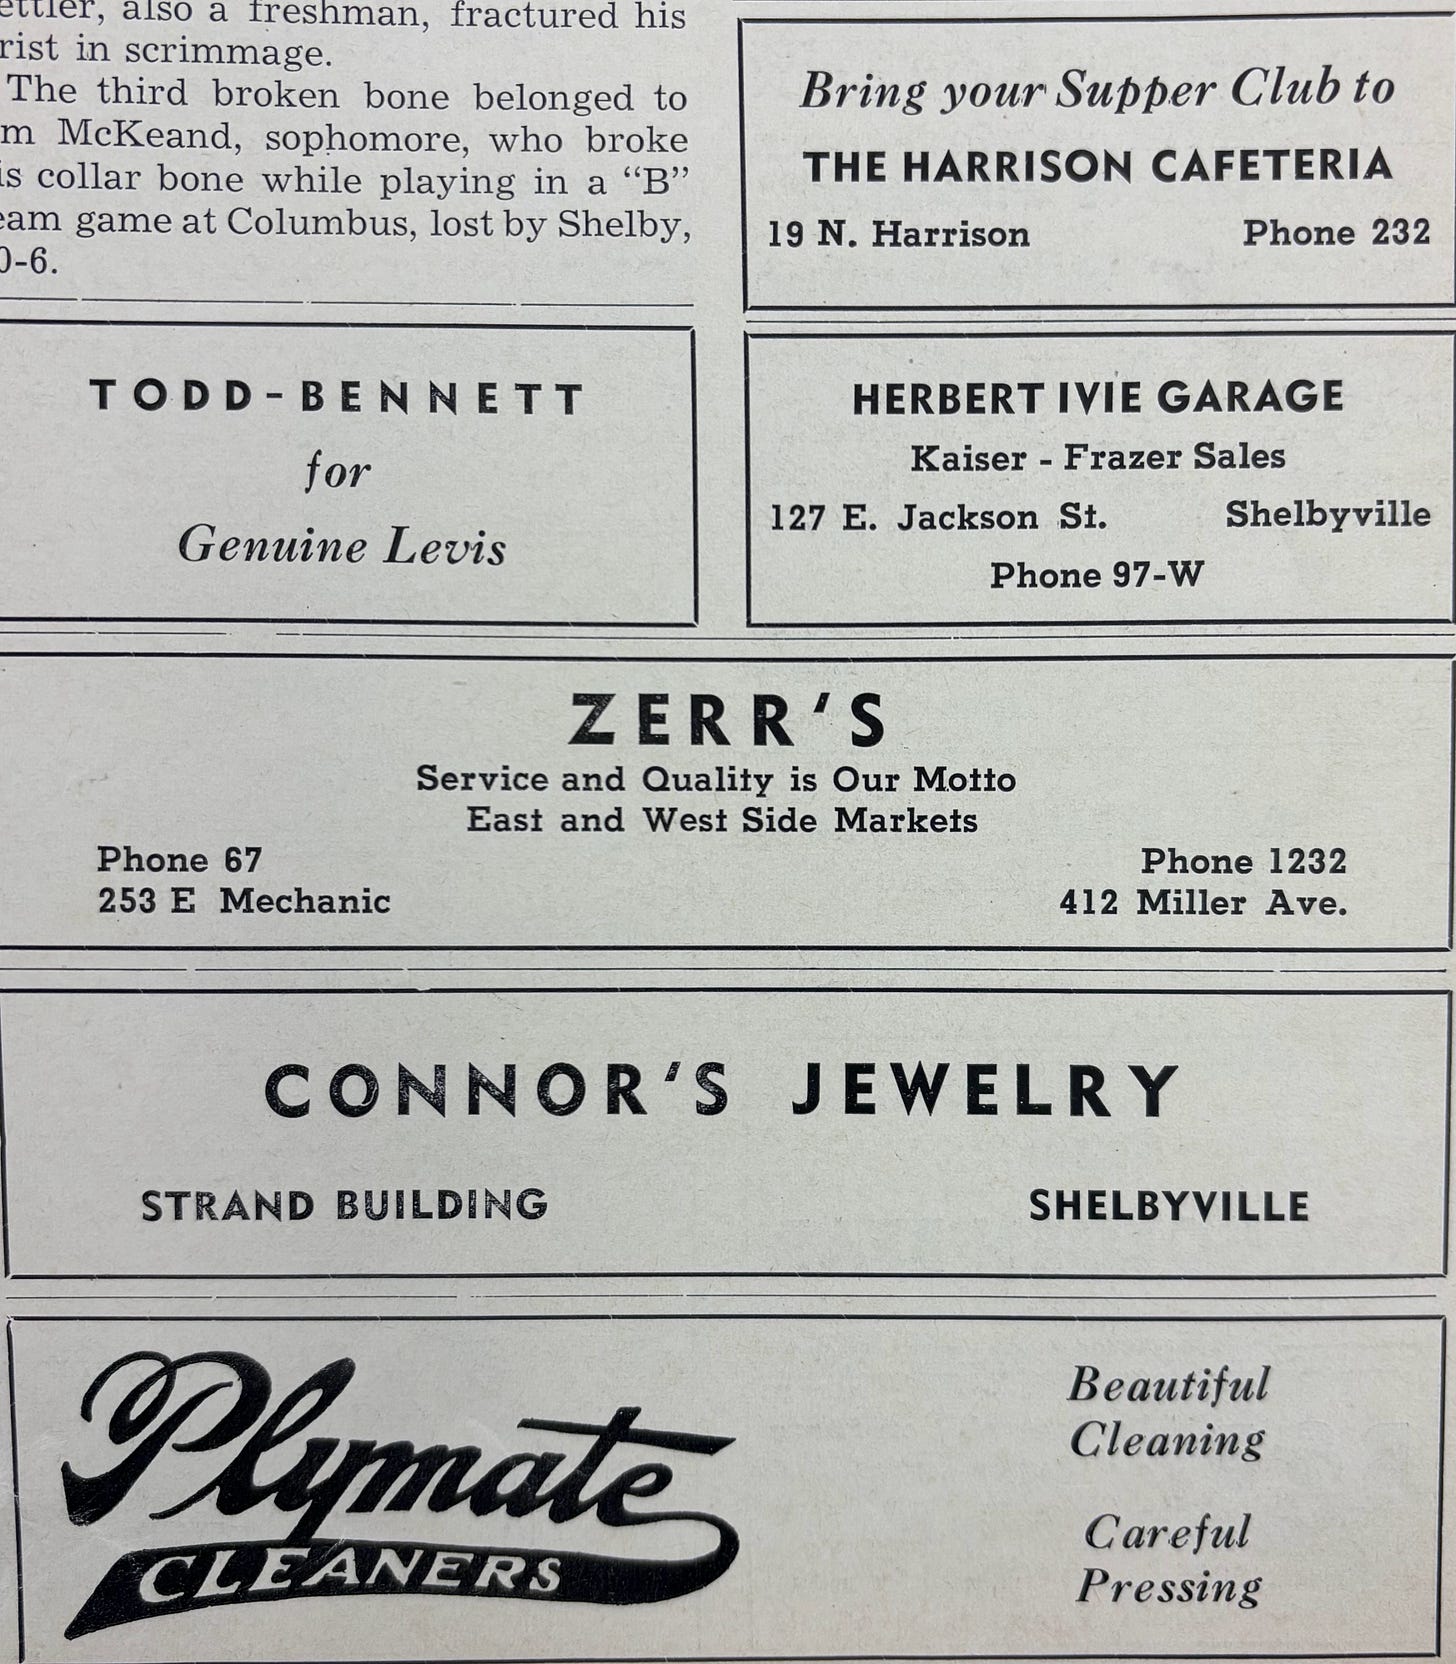 also a freshman, fractured his
in scrimmage.
The third broken bone belonged to
McKeand, sophomore, who broke
collar bone while playing in a “B”
game at Columbus, lost by Shelby,
0-6.
Bring your Supper Club to
THE HARRISON CAFETERIA
19 N. Harrison Phone 232
TODD-BENNETT
for
Genuine Levis
HERBERT IVIE GARAGE
Kaiser - Frazer Sales
127 E. Jackson St. Shelbyville
Phone 97-W
ZERR'S
Service and Quality is Our Motto
East and West Side Markets
Phone 67 Phone 1232
253 E Mechanic 412 Miller Ave.
CONNOR'S JEWELRY
STRAND BUILDING SHELBYVILLE
Plymate
CLEANERS
Beautiful
Cleaning
Careful
Pressing